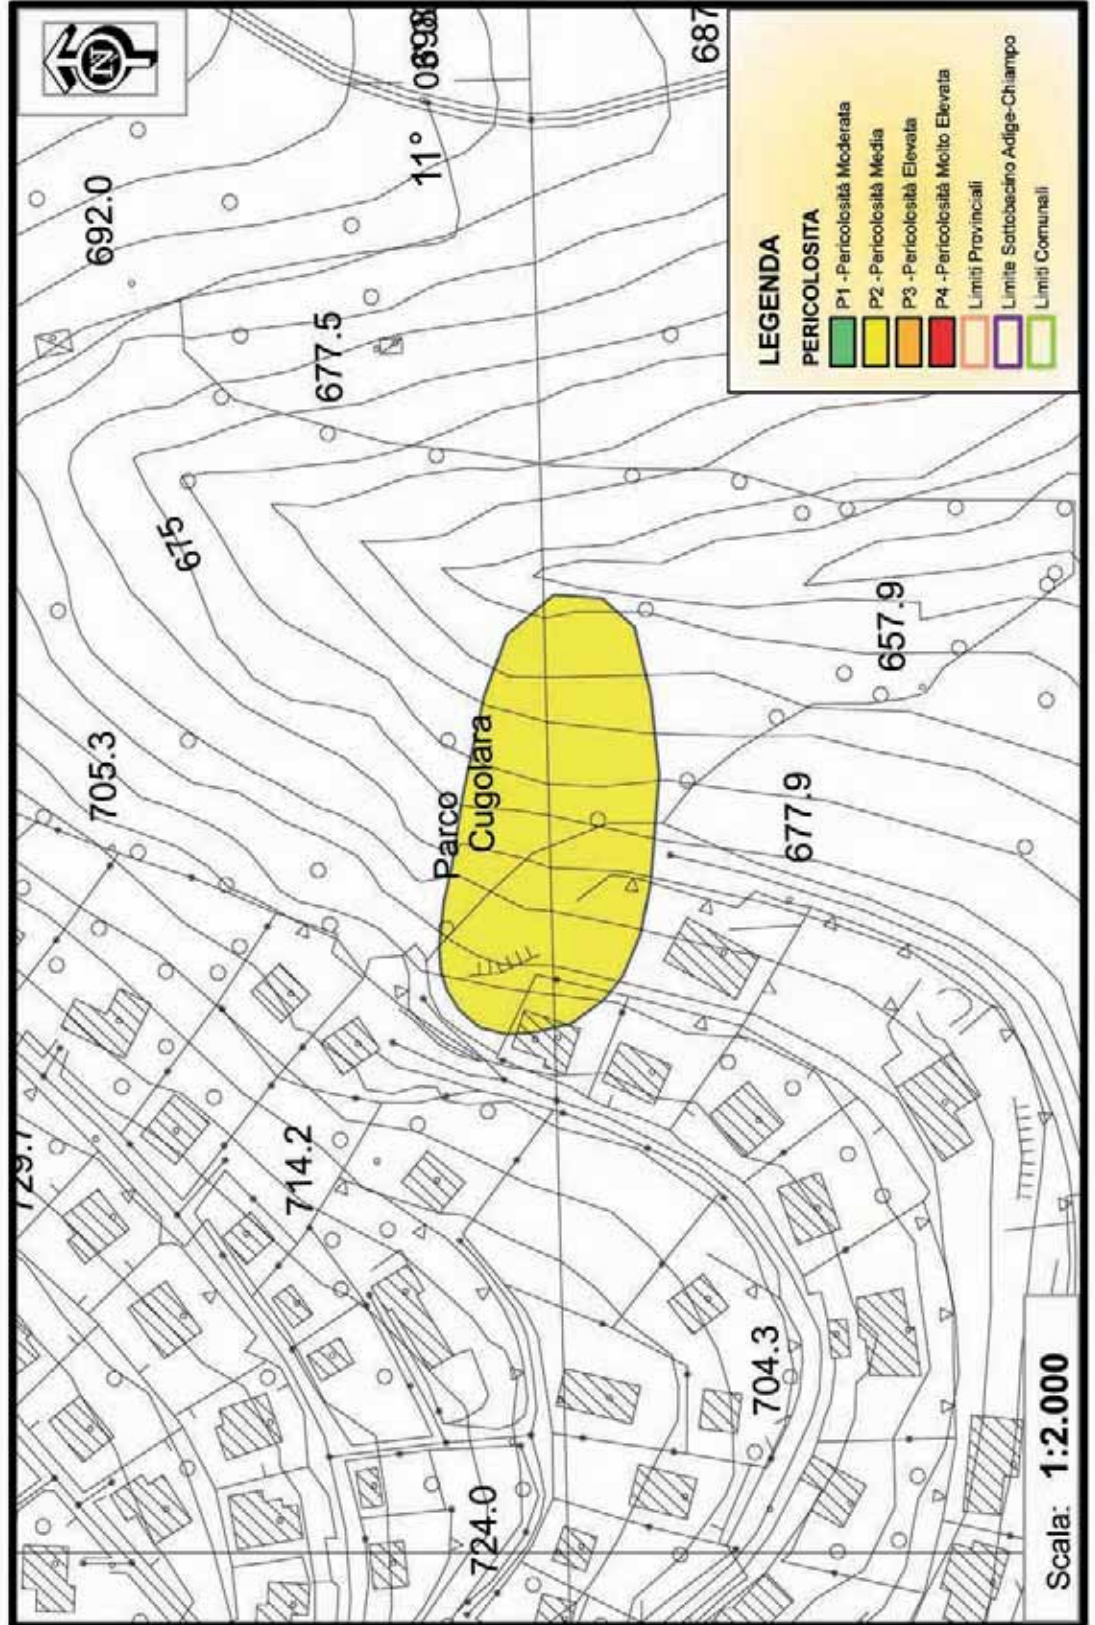 N
692.0
11°
687
677.5
675
705.3
Parco
Cugolara
657.9
677.9
714.2
704.3
724.0
LEGENDA
PERICOLOSITA
P1 -Pericolosità Moderata
P2 -Pericolosità Media
P3 -Pericolosità Elevata
P4 -Pericolosità Molto Elevata
Limiti Provinciali
Limite Sottobacino Adige-Chiampo
Limiti Comunali
Scala: 1:2.000